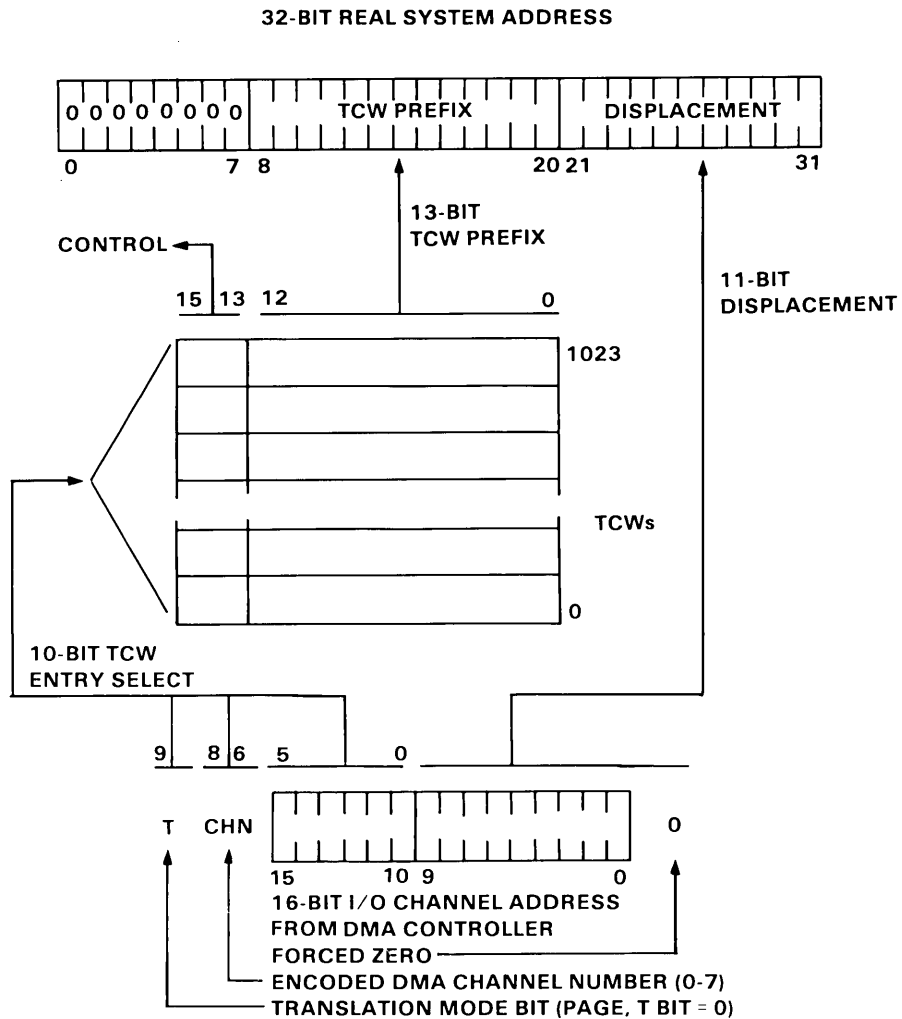 32-BIT REAL SYSTEM ADDRESS
0 0 0 0 0 0 0 0 TCW PREFIX DISPLACEMENT
0 7 8 20 21 31
13-BIT
TCW PREFIX
CONTROL
11-BIT
DISPLACEMENT
15 13 12 0
1023
TCWs
0
10-BIT TCW
ENTRY SELECT
9 8 6 5 0
T CHN 0
15 10 9 0
16-BIT I/O CHANNEL ADDRESS
FROM DMA CONTROLLER
FORCED ZERO
ENCODED DMA CHANNEL NUMBER (0-7)
TRANSLATION MODE BIT (PAGE, T BIT = 0)